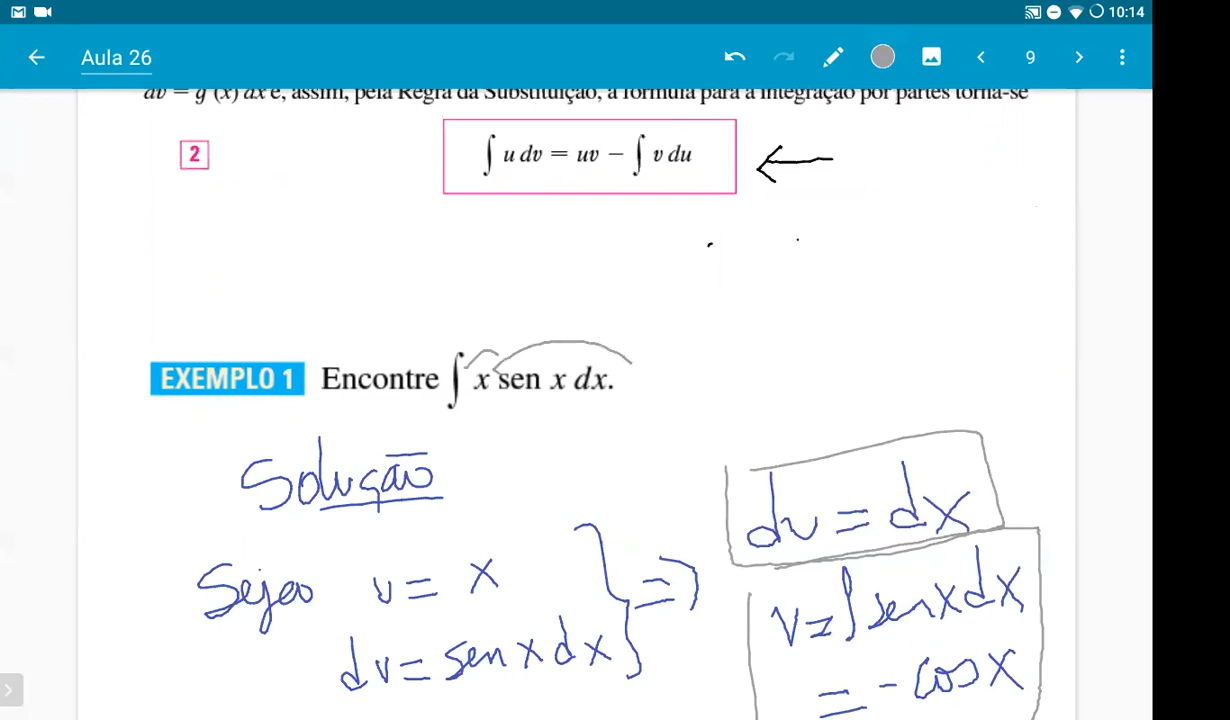 10:14
Aula 26
9
dv = g'(x) dx e, assim, pela Regra da Substituição, a fórmula para a integração por partes torna-se
2
∫ u dv = uv − ∫ v du
EXEMPLO 1 Encontre ∫ x sen x dx.
Solução
du = dx
Sejam u = x
v = ∫ sen x dx
dv = sen x dx
= - cos x